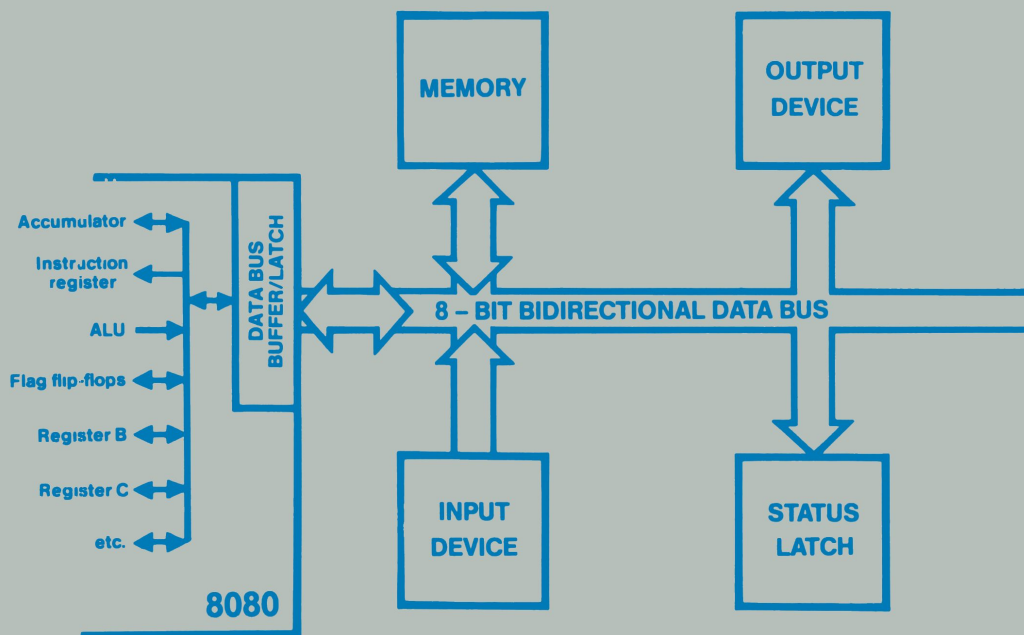 MEMORY
OUTPUT
DEVICE
Accumulator
Instruction
register
ALU
Flag flip-flops
Register B
Register C
etc.
DATA BUS
BUFFER/LATCH
8 – BIT BIDIRECTIONAL DATA BUS
INPUT
DEVICE
STATUS
LATCH
8080